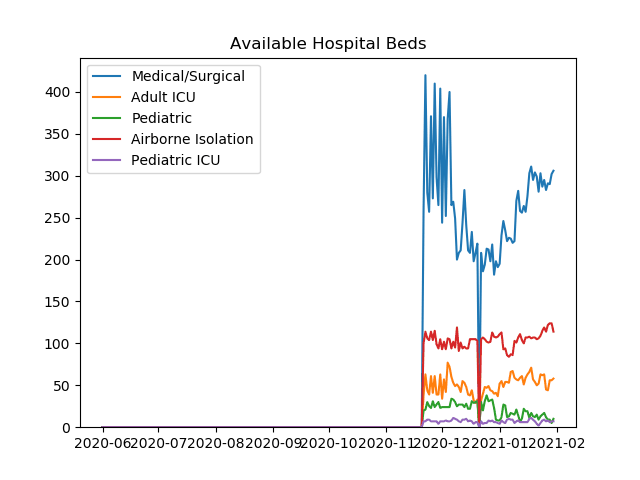 Available Hospital Beds
Medical/Surgical
Adult ICU
Pediatric
Airborne Isolation
Pediatric ICU
400
350
300
250
200
150
100
50
0
2020-06 2020-07 2020-08 2020-09 2020-10 2020-11 2020-12 2021-01 2021-02